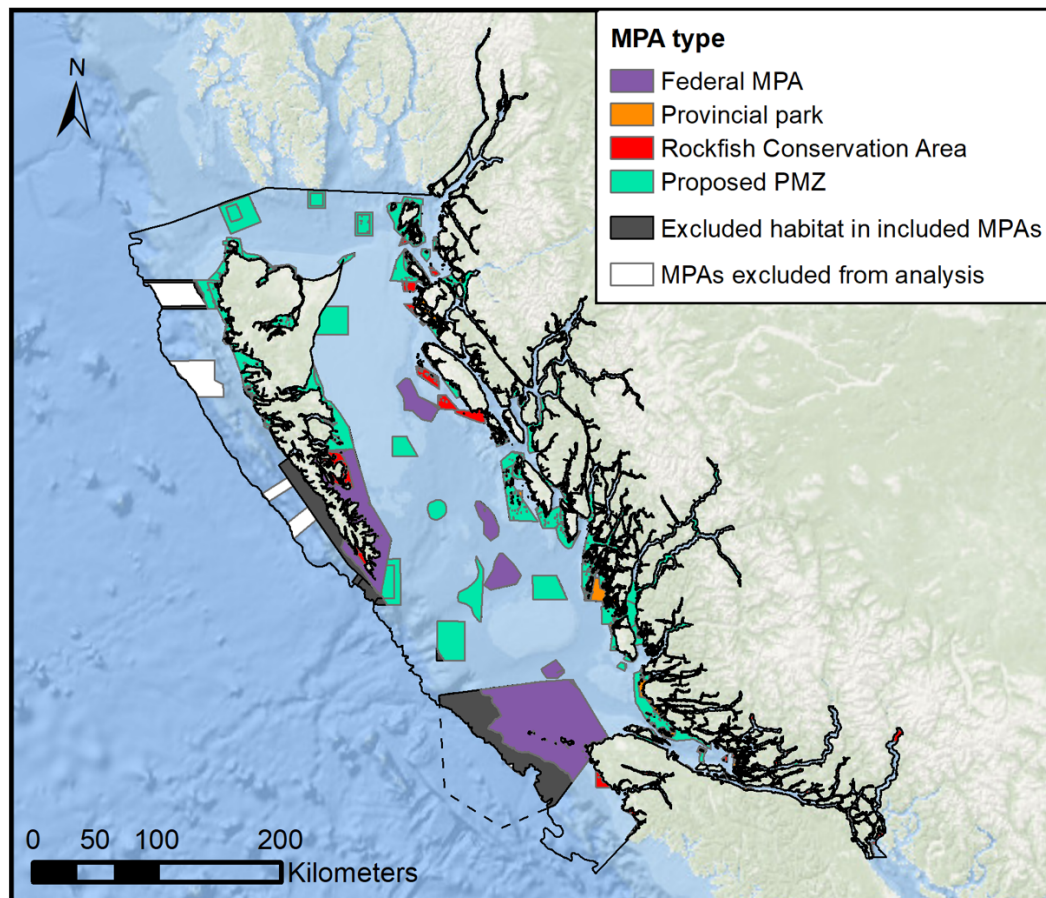 MPA type
Federal MPA
Provincial park
Rockfish Conservation Area
Proposed PMZ
Excluded habitat in included MPAs
MPAs excluded from analysis
N
0 50 100 200
Kilometers